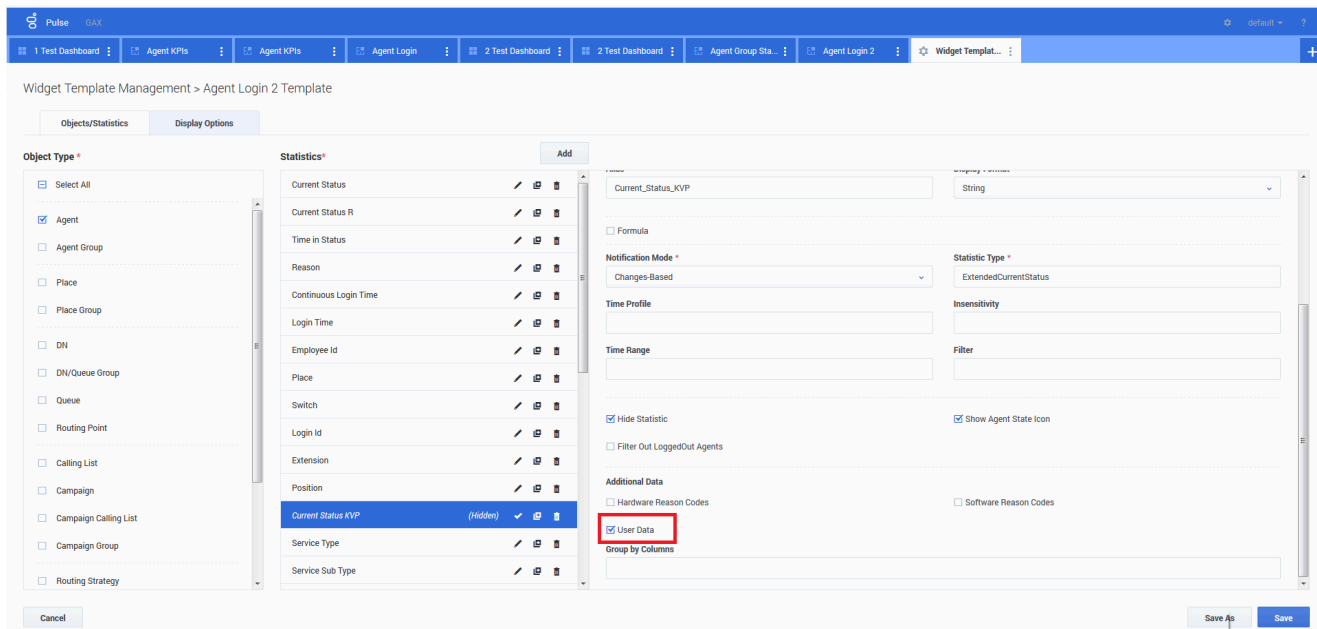 Pulse GAX default ?
1 Test Dashboard Agent KPIs Agent KPIs Agent Login 2 Test Dashboard 2 Test Dashboard Agent Group Sta... Agent Login 2 Widget Templat... +
Widget Template Management > Agent Login 2 Template
Objects/Statistics Display Options
Object Type * Statistics* Add
Alias Display Format
Select All Current Status Current_Status_KVP String
Agent Current Status R
Formula
Agent Group Time in Status
Notification Mode * Statistic Type *
Reason Changes-Based ExtendedCurrentStatus
Place
Continuous Login Time
Time Profile Insensitivity
Place Group Login Time
DN Employee Id Time Range Filter
DN/Queue Group Place
Queue Switch
Hide Statistic Show Agent State Icon
Routing Point Login Id
Filter Out LoggedOut Agents
Calling List Extension
Additional Data
Campaign Position
Hardware Reason Codes Software Reason Codes
Campaign Calling List Current Status KVP (Hidden)
User Data
Campaign Group Service Type Group by Columns
Routing Strategy Service Sub Type
Cancel Save As Save